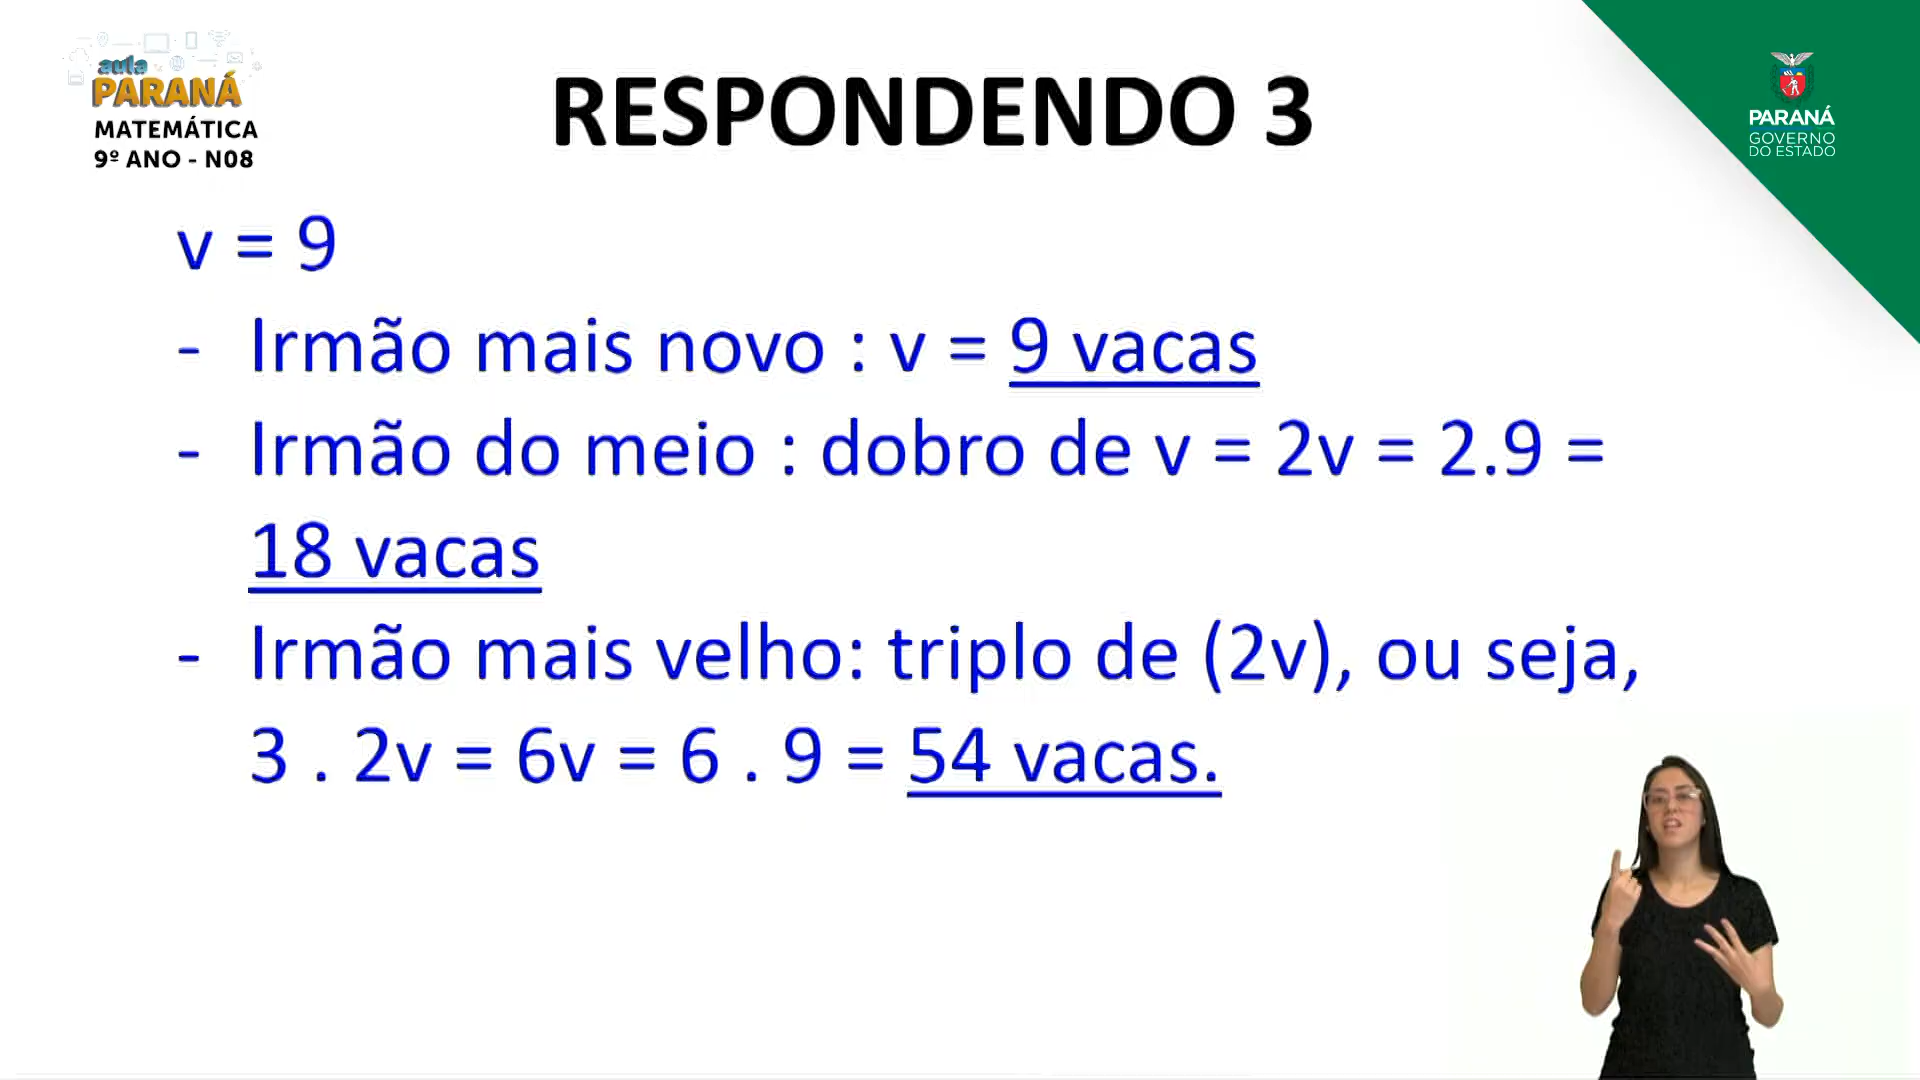 aula
PARANÁ
MATEMÁTICA
9º ANO - N08
RESPONDENDO 3
PARANÁ
GOVERNO
DO ESTADO
v = 9
- Irmão mais novo : v = 9 vacas
- Irmão do meio : dobro de v = 2v = 2.9 =
18 vacas
- Irmão mais velho: triplo de (2v), ou seja,
3 . 2v = 6v = 6 . 9 = 54 vacas.